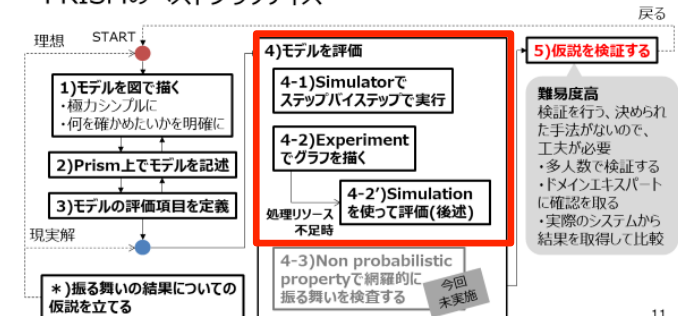 PRISMのベストプラクティス
戻る
理想
START
1)モデルを図で描く
・極力シンプルに
・何を確かめたいかを明確に
2)Prism上でモデルを記述
3)モデルの評価項目を定義
現実解
*)振る舞いの結果についての
仮説を立てる
4)モデルを評価
4-1)Simulatorで
ステップバイステップで実行
4-2)Experiment
でグラフを描く
処理リソース
不足時
4-2')Simulation
を使って評価(後述)
4-3)Non probabilistic
propertyで網羅的に
振る舞いを検査する
今回
未実施
5)仮説を検証する
難易度高
検証を行う、決められ
た手法がないので、
工夫が必要
・多人数で検証する
・ドメインエキスパート
に確認を取る
・実際のシステムから
結果を取得して比較
11